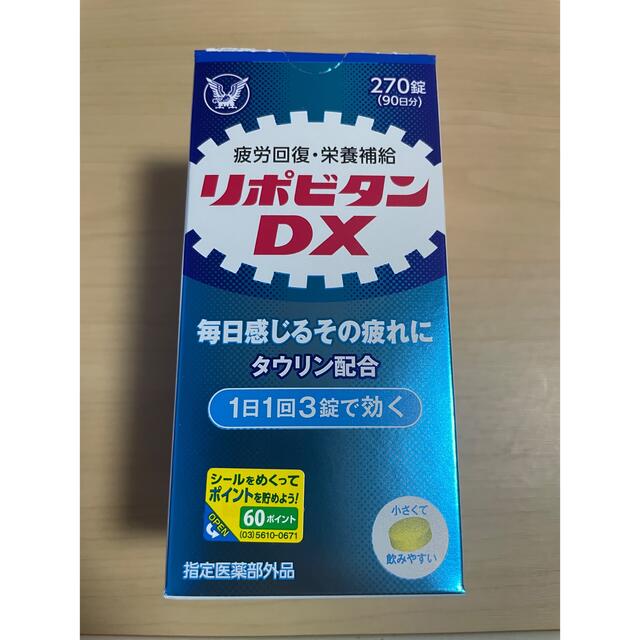 270錠
(90日分)
疲労回復・栄養補給
リポビタン
DX
毎日感じるその疲れに
タウリン配合
1日1回3錠で効く
シールをめくって
ポイントを貯めよう!
OPEN
60ポイント
(03)5610-0671
小さくて
飲みやすい
指定医薬部外品